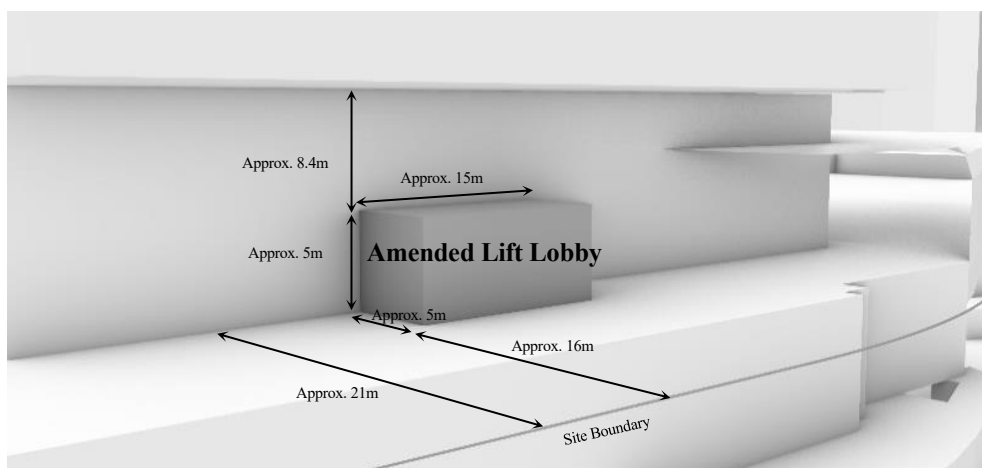 Approx. 8.4m
Approx. 15m
Approx. 5m
Amended Lift Lobby
Approx. 5m
Approx. 16m
Approx. 21m
Site Boundary